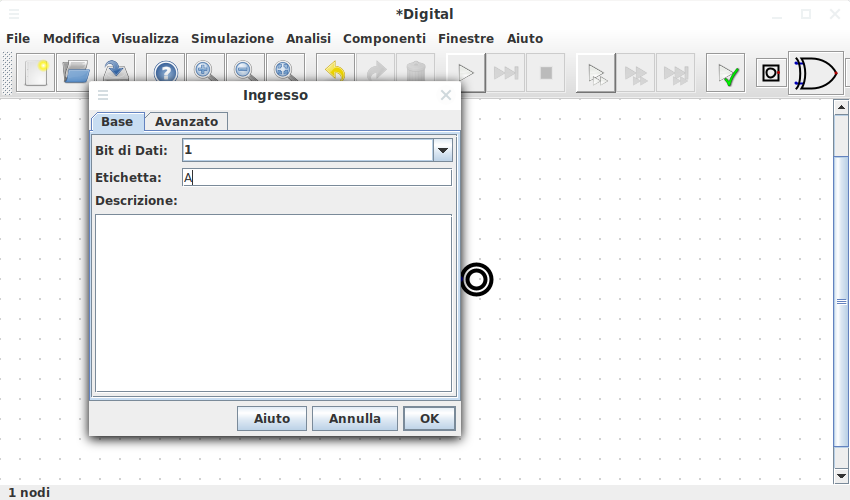 *Digital
File Modifica Visualizza Simulazione Analisi Componenti Finestre Aiuto
Ingresso
Base Avanzato
Bit di Dati: 1
Etichetta: A
Descrizione:
Aiuto Annulla OK
1 nodi